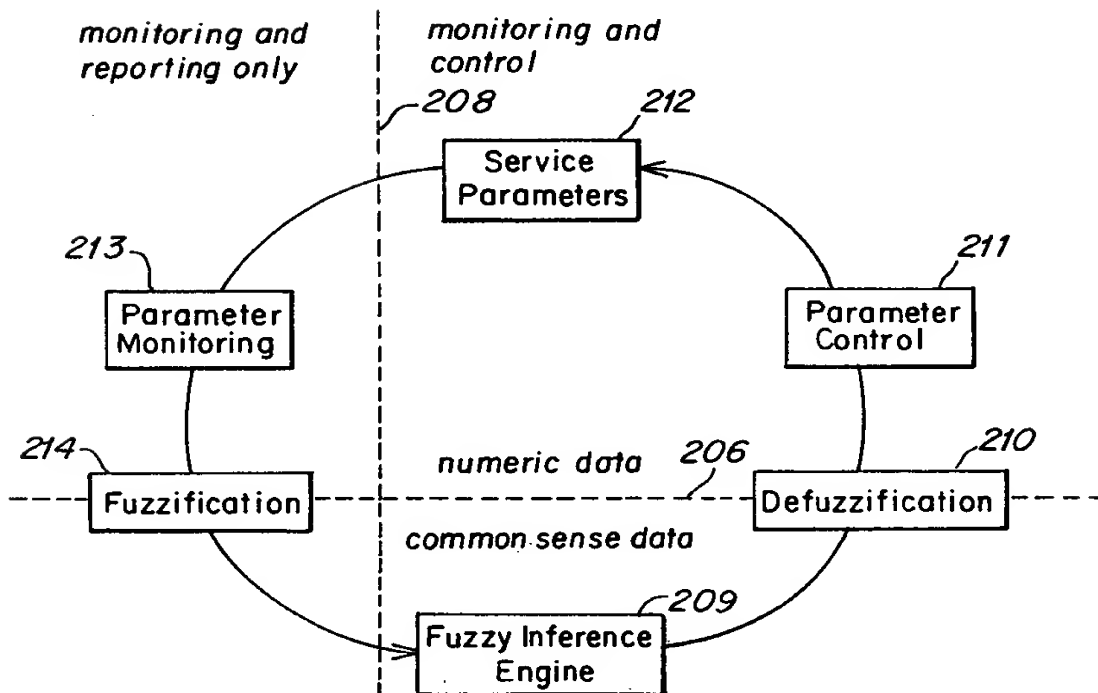 monitoring and
reporting only
monitoring and
control
208
212
Service
Parameters
213
211
Parameter
Monitoring
Parameter
Control
214
numeric data
206
210
Fuzzification
Defuzzification
common sense data
209
Fuzzy Inference
Engine